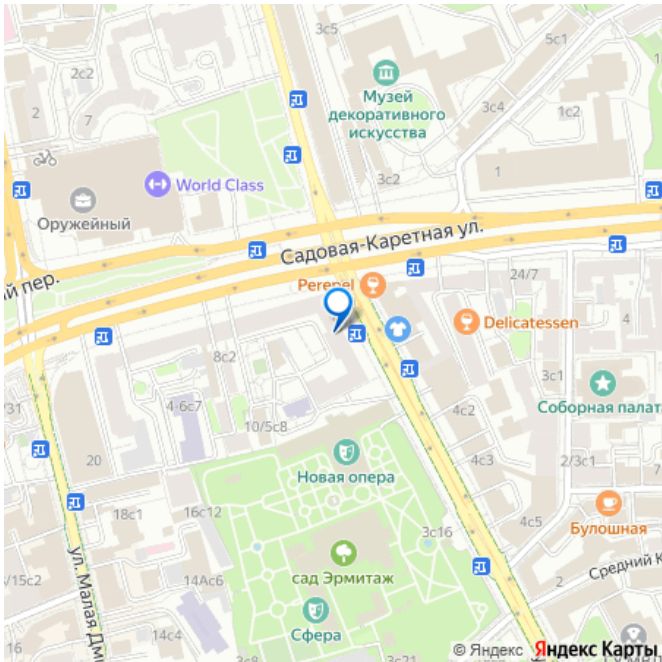 3с5
5с1
2с2
2
7
Музей
декоративного
искусства
3с4
1с2
World Class
3с2
1
Оружейный
Садовая-Каретная ул.
ий пер.
Perepel
24/7
Delicatessen
8с2
3с1
4-6с7
Соборная палата
/31
10/5с8
4с2
20
Новая опера
4с3
2/3с1
18с1
16с12
3с16
4с5
Булошная
ул. Малая Дми
14Ас6
сад Эрмитаж
Средний К
/15с2
2
14с4
Сфера
© Яндекс Яндекс Карты